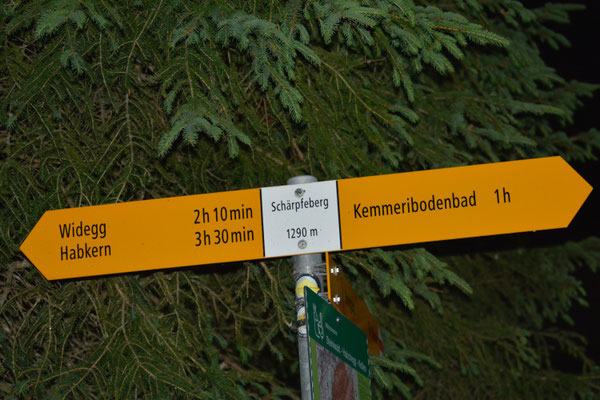 Widegg 2h 10min
Habkern 3h 30min
Schärpfeberg
1290 m
Kemmeribodenbad 1h